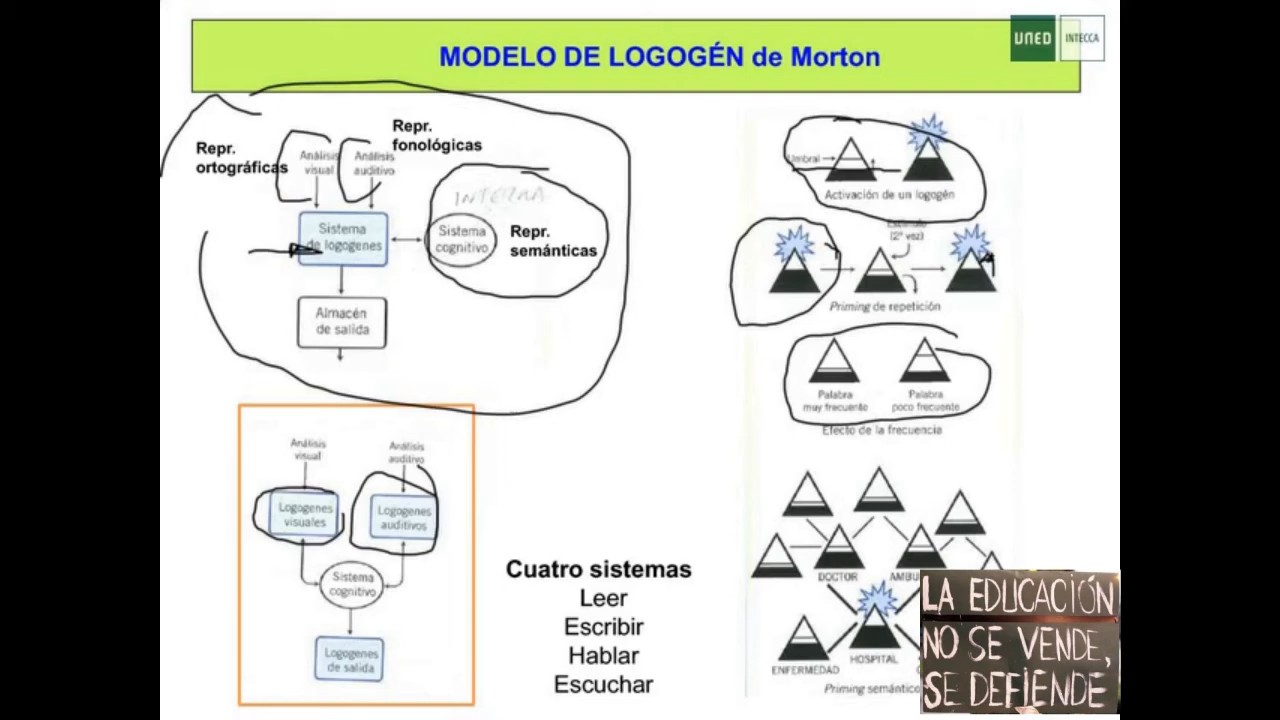 MODELO DE LOGOGÉN de Morton
UNED
INTECCA
Repr.
ortográficas
Análisis
visual
Análisis
auditivo
Repr.
fonológicas
INTERNA
Sistema
de logogenes
Sistema
cognitivo
Repr.
semánticas
Almacén
de salida
Umbral
Activación de un logogén
Estímulo
(2ª vez)
Priming de repetición
Palabra
muy frecuente
Palabra
poco frecuente
Efecto de la frecuencia
Análisis
visual
Análisis
auditivo
Logogenes
visuales
Logogenes
auditivos
Sistema
cognitivo
Logogenes
de salida
Cuatro sistemas
Leer
Escribir
Hablar
Escuchar
DOCTOR
AMBU
ENFERMEDAD
HOSPITAL
Priming semántico
LA EDUCACIÓN
NO SE VENDE,
SE DEFIENDE